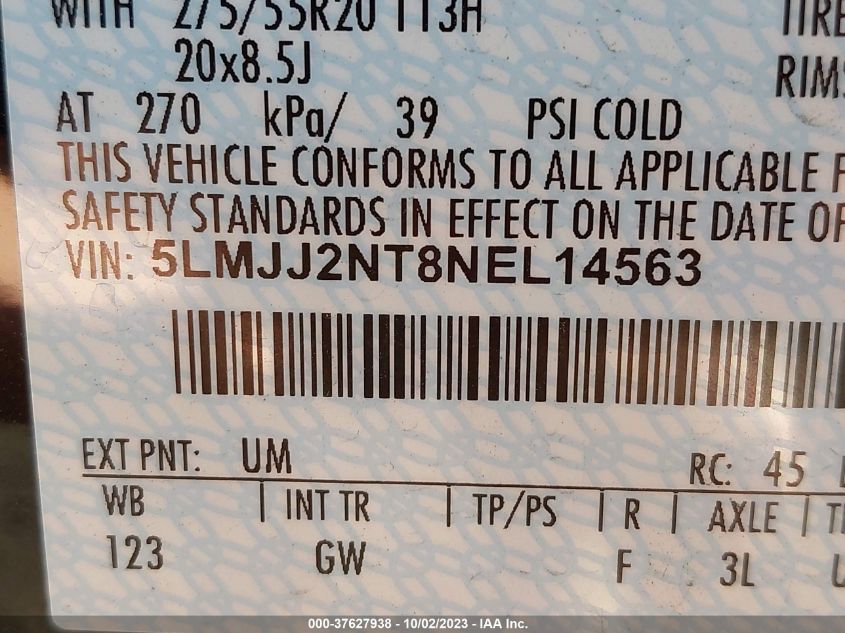 WITH 275/55R20 113H
20x8.5J
AT 270 kPa/ 39 PSI COLD
THIS VEHICLE CONFORMS TO ALL APPLICABLE
SAFETY STANDARDS IN EFFECT ON THE DATE OF
VIN: 5LMJJ2NT8NEL14563
EXT PNT: UM RC: 45
WB | INT TR | TP/PS | R | AXLE |
123 GW F 3L
000-37627938 - 10/02/2023 - IAA Inc.